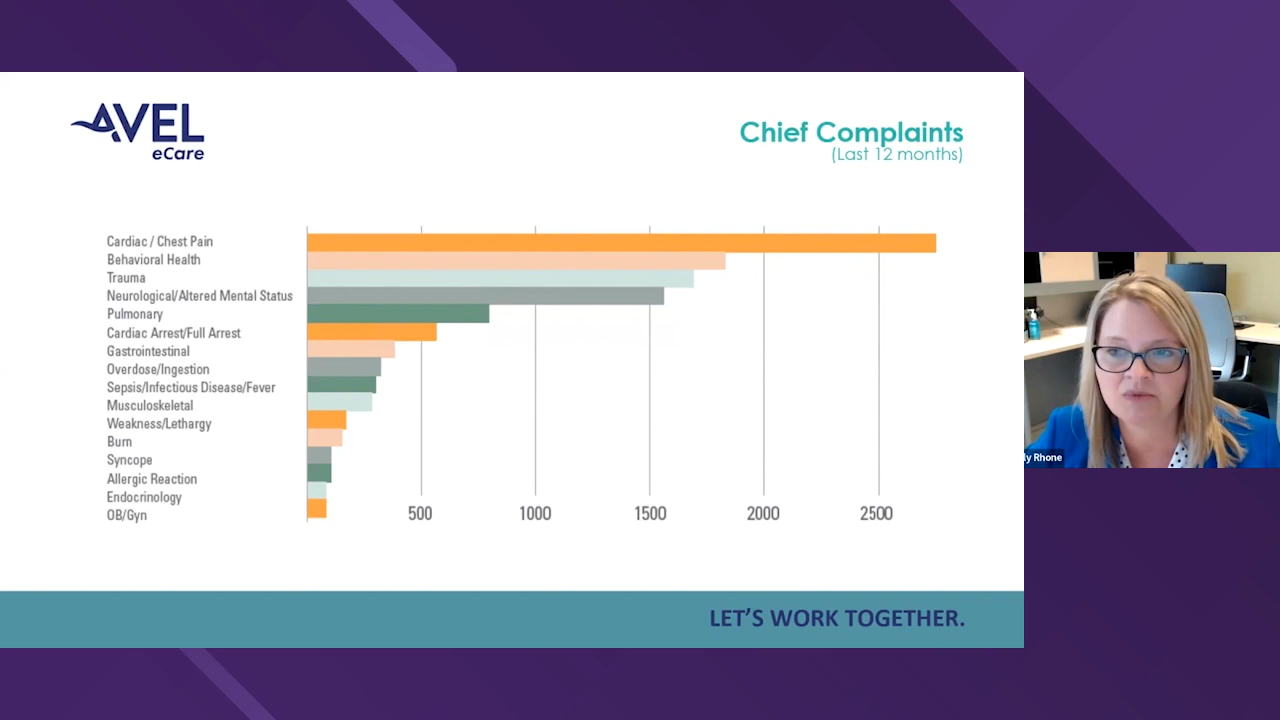 AVEL
eCare
Chief Complaints
(Last 12 months)
Cardiac / Chest Pain
Behavioral Health
Trauma
Neurological/Altered Mental Status
Pulmonary
Cardiac Arrest/Full Arrest
Gastrointestinal
Overdose/Ingestion
Sepsis/Infectious Disease/Fever
Musculoskeletal
Weakness/Lethargy
Burn
Syncope
Allergic Reaction
Endocrinology
OB/Gyn
500 1000 1500 2000 2500
LET'S WORK TOGETHER.
ly Rhone